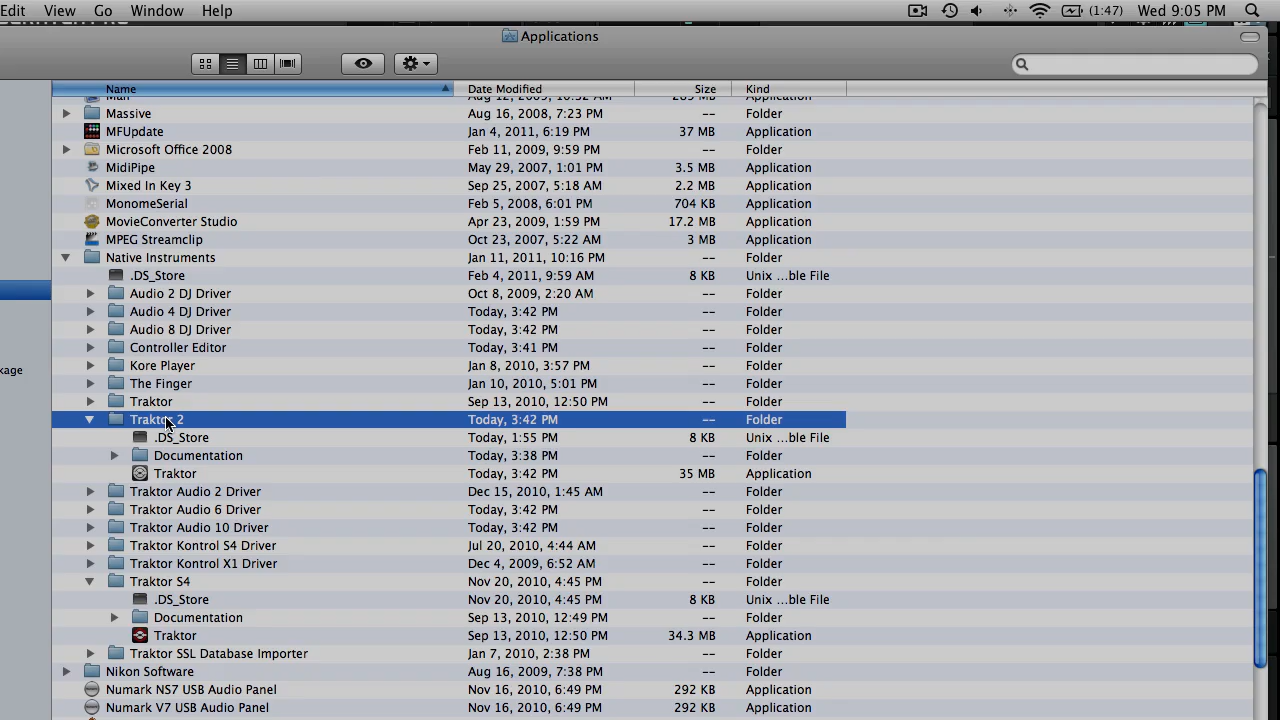 Edit View Go Window Help (1:47) Wed 9:05 PM
Applications
Name Date Modified Size Kind
Massive Aug 16, 2008, 7:23 PM -- Folder
MFUpdate Jan 4, 2011, 6:19 PM 37 MB Application
Microsoft Office 2008 Feb 11, 2009, 9:59 PM -- Folder
MidiPipe May 29, 2007, 1:01 PM 3.5 MB Application
Mixed In Key 3 Sep 25, 2007, 5:18 AM 2.2 MB Application
MonomeSerial Feb 5, 2008, 6:01 PM 704 KB Application
MovieConverter Studio Apr 23, 2009, 1:59 PM 17.2 MB Application
MPEG Streamclip Oct 23, 2007, 5:22 AM 3 MB Application
Native Instruments Jan 11, 2011, 10:16 PM -- Folder
.DS_Store Feb 4, 2011, 9:59 AM 8 KB Unix ...ble File
Audio 2 DJ Driver Oct 8, 2009, 2:20 AM -- Folder
Audio 4 DJ Driver Today, 3:42 PM -- Folder
Audio 8 DJ Driver Today, 3:42 PM -- Folder
Controller Editor Today, 3:41 PM -- Folder
Kore Player Jan 8, 2010, 3:57 PM -- Folder
kage
The Finger Jan 10, 2010, 5:01 PM -- Folder
Traktor Sep 13, 2010, 12:50 PM -- Folder
Traktor 2 Today, 3:42 PM -- Folder
.DS_Store Today, 1:55 PM 8 KB Unix ...ble File
Documentation Today, 3:38 PM -- Folder
Traktor Today, 3:42 PM 35 MB Application
Traktor Audio 2 Driver Dec 15, 2010, 1:45 AM -- Folder
Traktor Audio 6 Driver Today, 3:42 PM -- Folder
Traktor Audio 10 Driver Today, 3:42 PM -- Folder
Traktor Kontrol S4 Driver Jul 20, 2010, 4:44 AM -- Folder
Traktor Kontrol X1 Driver Dec 4, 2009, 6:52 AM -- Folder
Traktor S4 Nov 20, 2010, 4:45 PM -- Folder
.DS_Store Nov 20, 2010, 4:45 PM 8 KB Unix ...ble File
Documentation Sep 13, 2010, 12:49 PM -- Folder
Traktor Sep 13, 2010, 12:50 PM 34.3 MB Application
Traktor SSL Database Importer Jan 7, 2010, 2:38 PM -- Folder
Nikon Software Aug 16, 2009, 7:38 PM -- Folder
Numark NS7 USB Audio Panel Nov 16, 2010, 6:49 PM 292 KB Application
Numark V7 USB Audio Panel Nov 16, 2010, 6:49 PM 292 KB Application